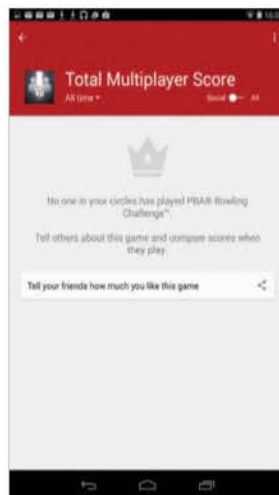 Total Multiplayer Score
All time
Social All
No one in your circles has played PBA® Bowling
Challenge™.
Tell others about this game and compare scores when
they play.
Tell your friends how much you like this game